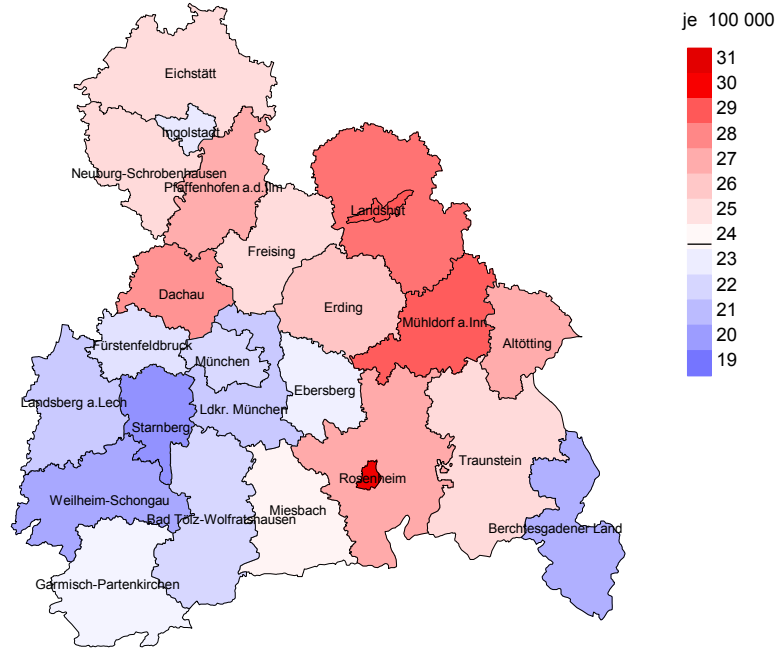 je 100 000
31
30
29
28
27
26
25
24
23
22
21
20
19
Eichstätt
Ingolstadt
Neuburg-Schrobenhausen
Pfaffenhofen a.d.Ilm
Landshut
Freising
Dachau
Erding
Mühldorf a.Inn
Altötting
Fürstenfeldbruck
München
Ebersberg
Landsberg a.Lech
Ldkr. München
Starnberg
Traunstein
Rosenheim
Weilheim-Schongau
Miesbach
Bad Tölz-Wolfratshausen
Berchtesgadener Land
Garmisch-Partenkirchen